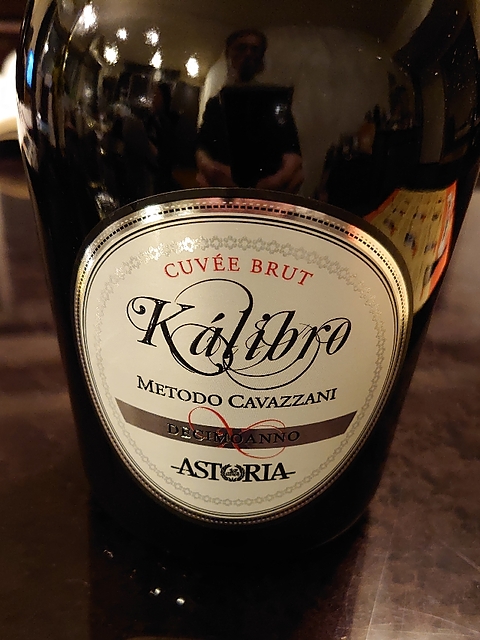 CUVÉE BRUT
Kálibro
METODO CAVAZZANI
DECIMOANNO
ASTORIA